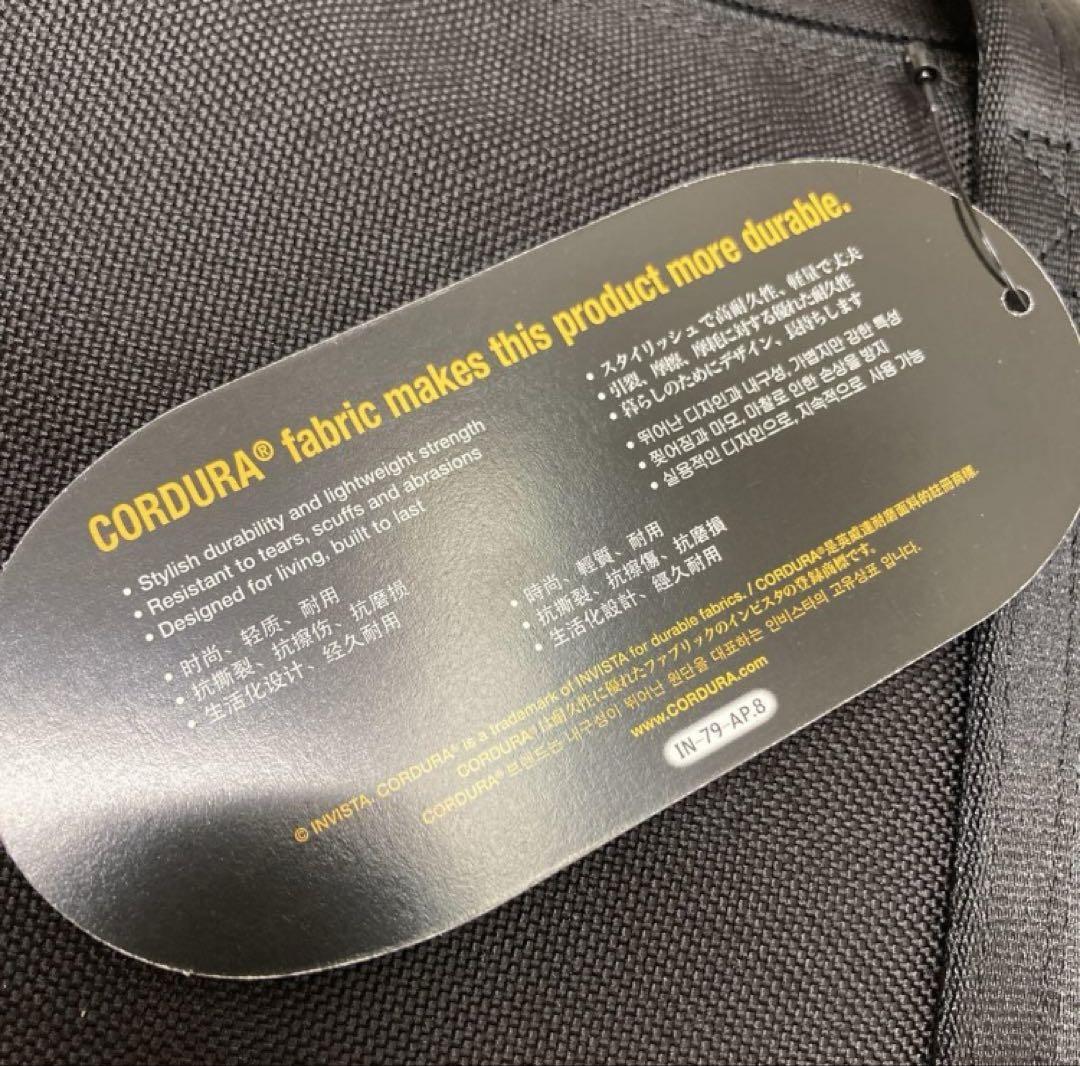 CORDURA® fabric makes this product more durable.
• Stylish durability and lightweight strength
• Resistant to tears, scuffs and abrasions
• Designed for living, built to last
• 时尚、轻质、耐用
• 抗撕裂、抗擦伤、抗磨损
• 生活化设计、经久耐用
• スタイリッシュで高耐久性、軽量で丈夫
• 引裂、摩擦、摩耗に対する優れた耐久性
• 暮らしのためにデザイン、長持ちします
• 뛰어난 디자인과 내구성, 가볍지만 강한 특성
• 찢어짐과 마모, 마찰로 인한 손상을 방지
• 실용적인 디자인으로, 지속적으로 사용 가능
• 時尚、輕質、耐用
• 抗撕裂、抗擦傷、抗磨損
• 生活化設計、經久耐用
© INVISTA. CORDURA® is a trademark of INVISTA for durable fabrics. / CORDURA®是英威達耐磨面料的註冊商標.
CORDURA® は耐久性に優れたファブリックのインビスタの登録商標です。
CORDURA® 브랜드는 내구성이 뛰어난 원단을 대표하는 인비스타의 고유상표 입니다.
www.CORDURA.com
IN-79-AP.8